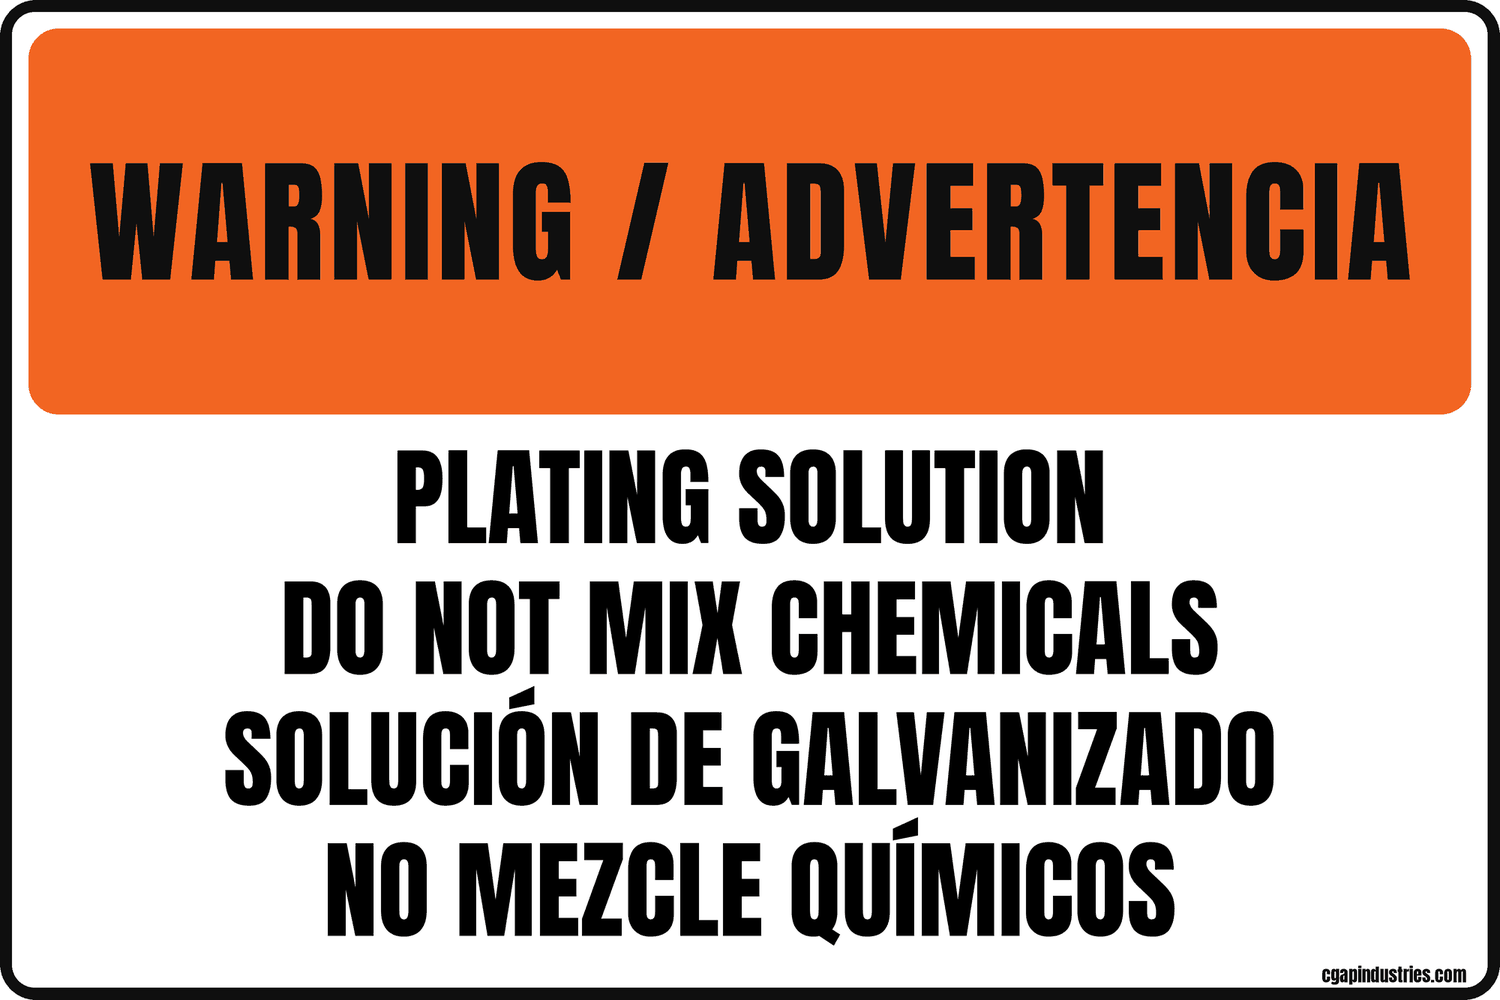 WARNING / ADVERTENCIA
PLATING SOLUTION
DO NOT MIX CHEMICALS
SOLUCIÓN DE GALVANIZADO
NO MEZCLE QUÍMICOS
cgapindustries.com